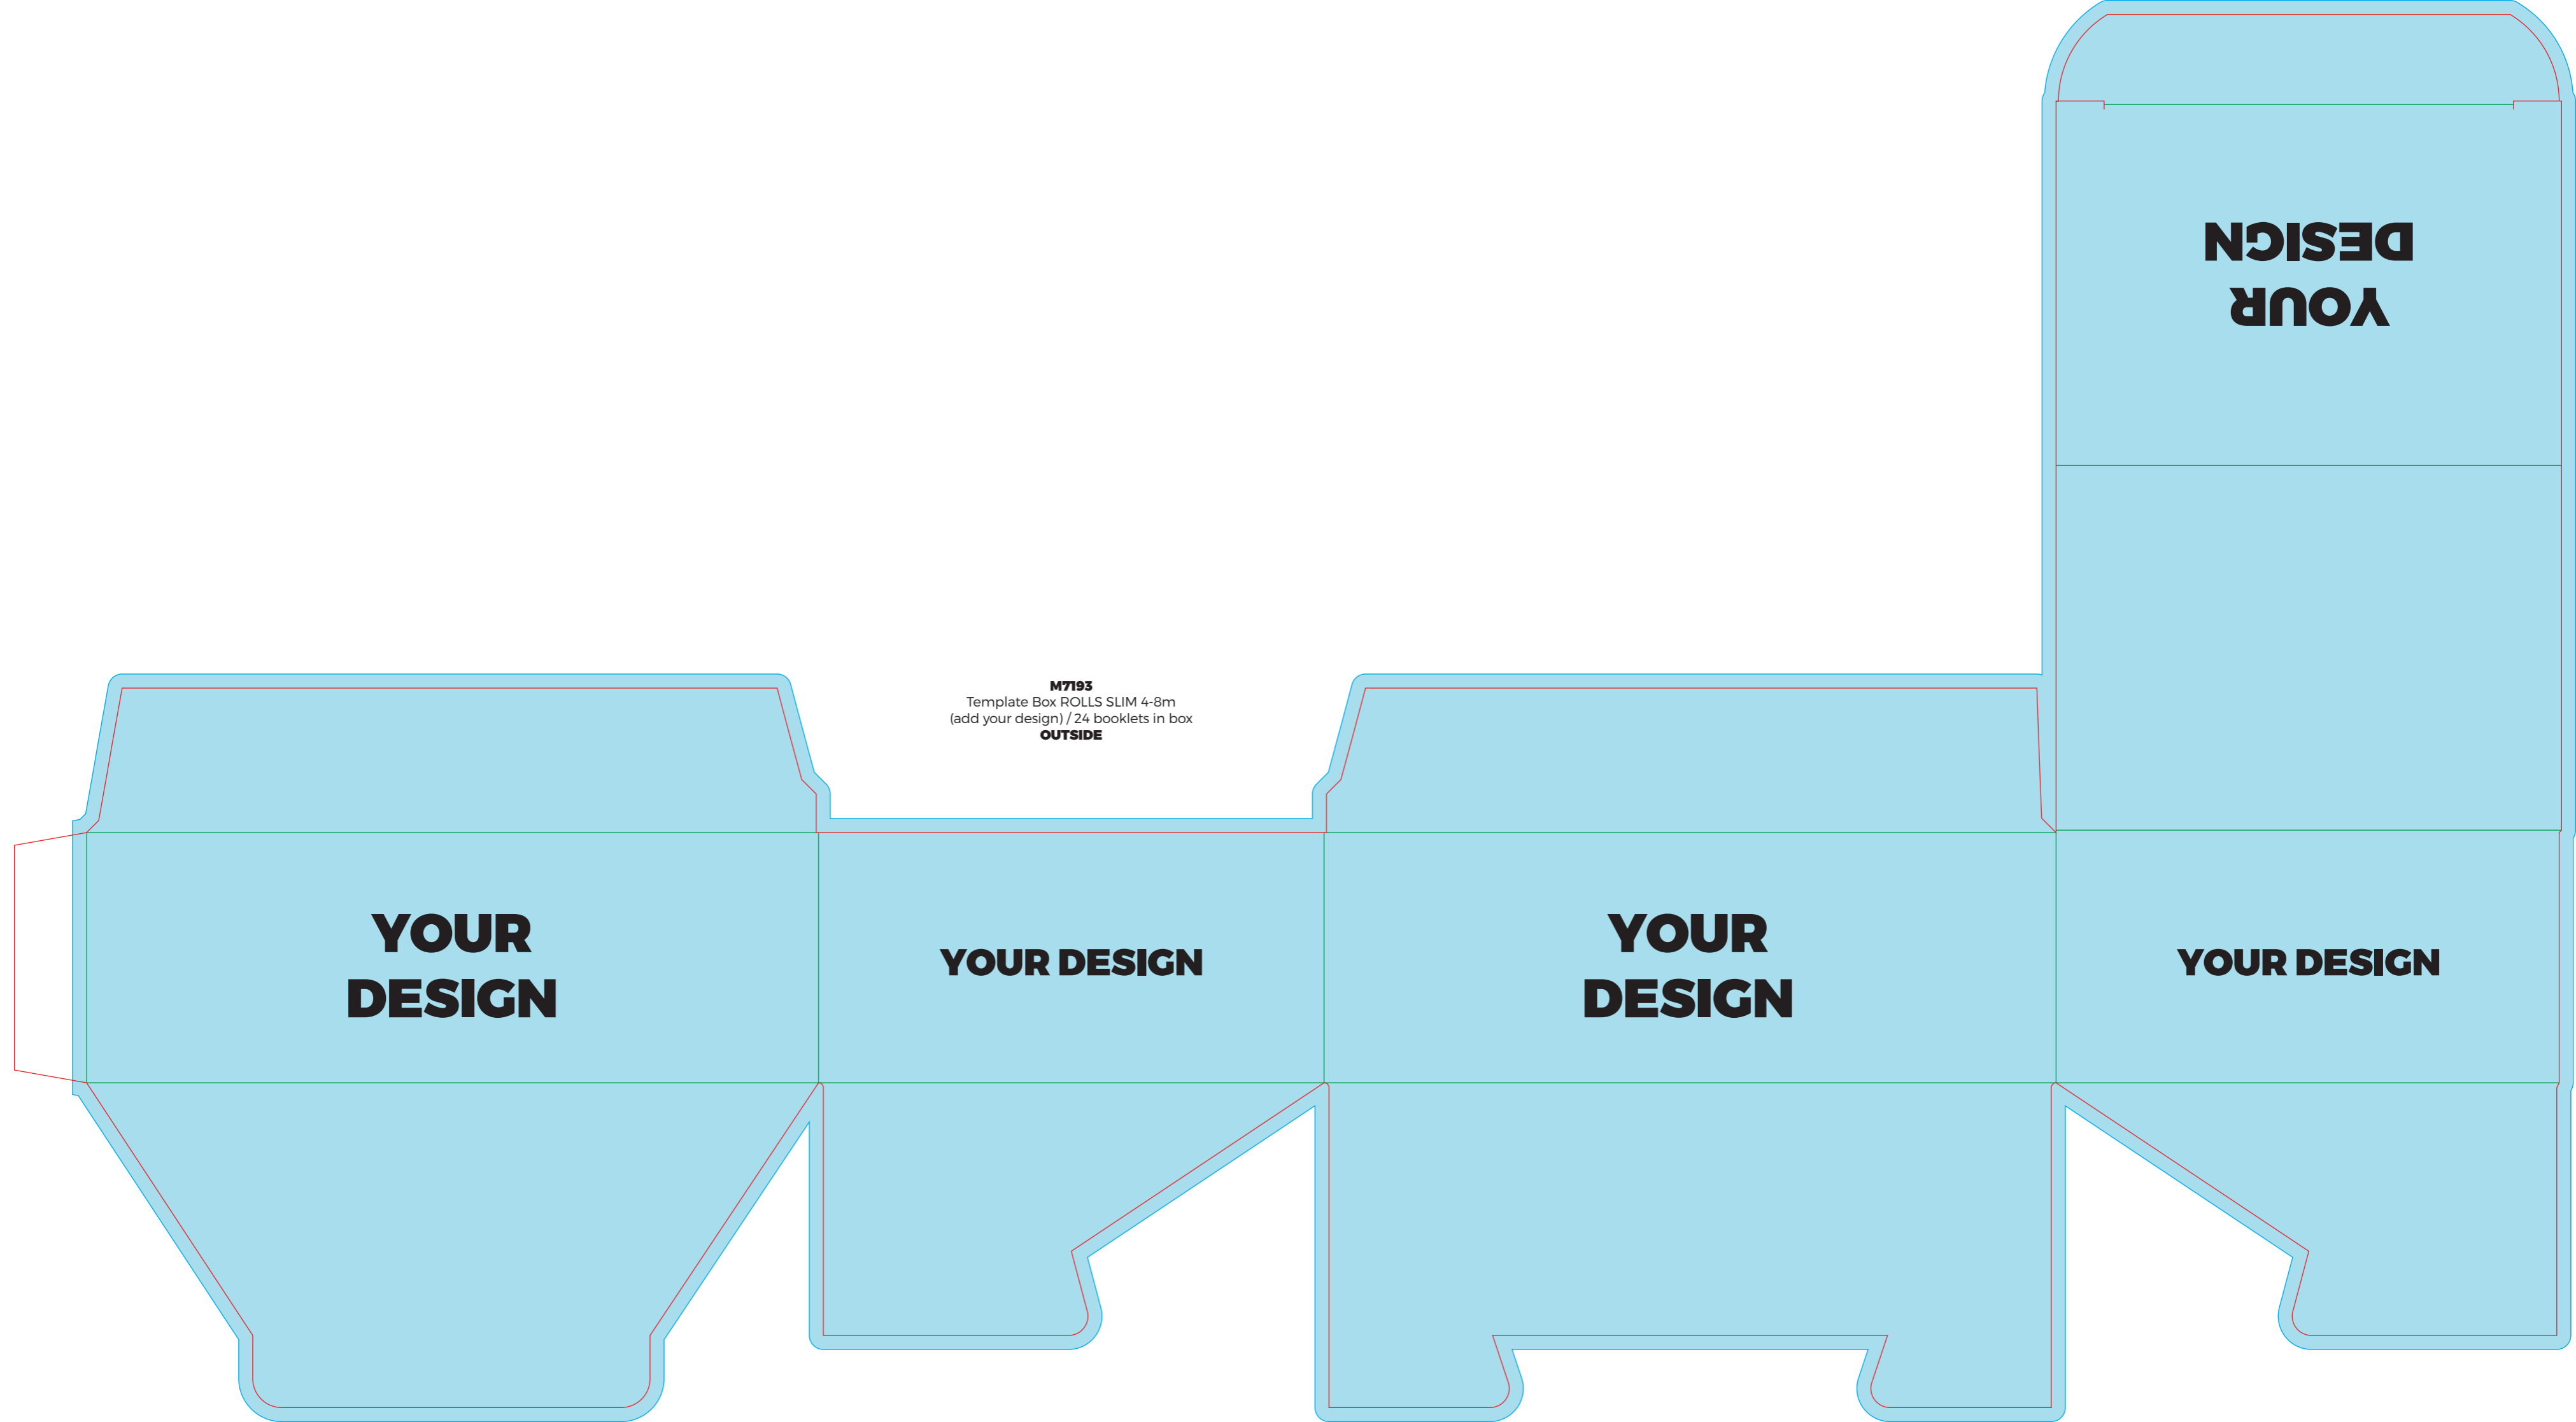 DESIGN
YOUR
M7193
Template Box ROLLS SLIM 4-8m
(add your design) / 24 booklets in box
OUTSIDE
YOUR
DESIGN
YOUR DESIGN
YOUR
DESIGN
YOUR DESIGN